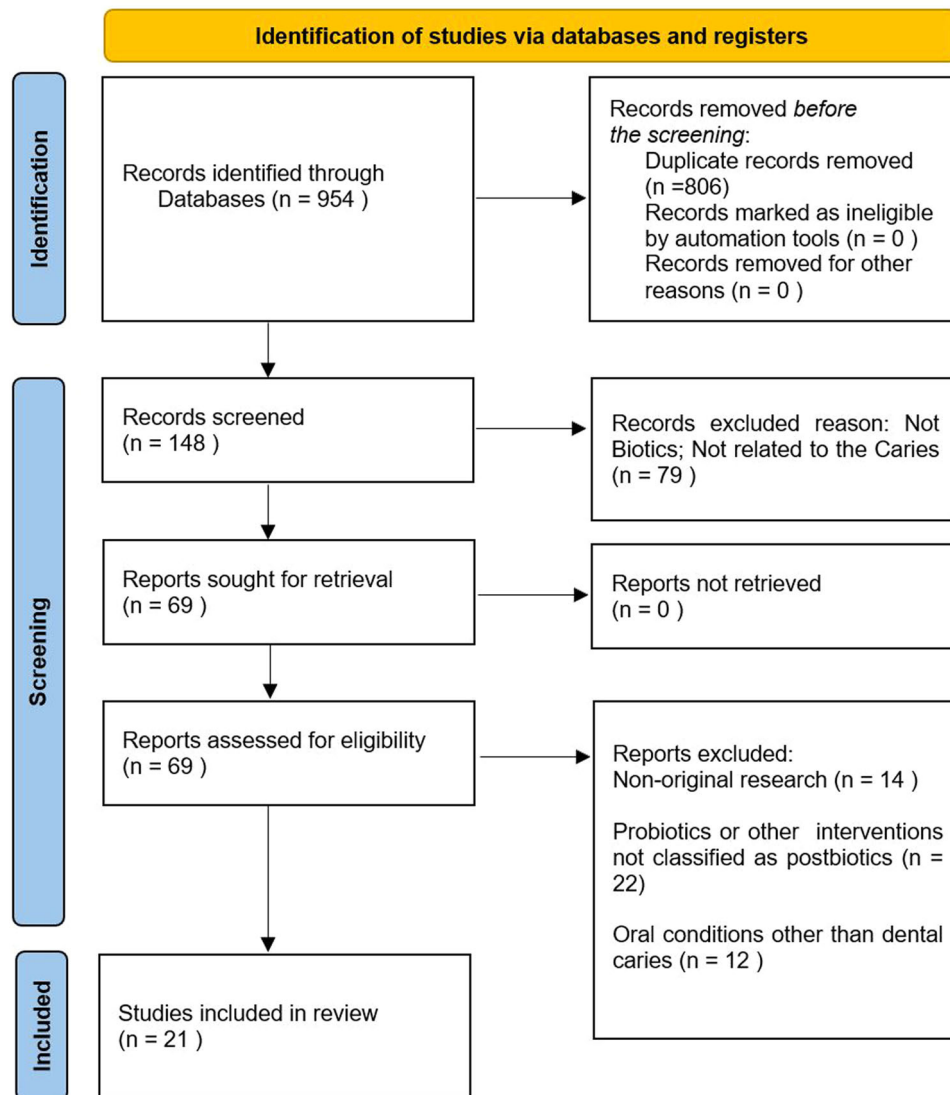 Identification of studies via databases and registers
Identification
Records identified through
Databases (n = 954 )
Records removed before
the screening:
Duplicate records removed
(n =806)
Records marked as ineligible
by automation tools (n = 0 )
Records removed for other
reasons (n = 0 )
Screening
Records screened
(n = 148 )
Records excluded reason: Not
Biotics; Not related to the Caries
(n = 79 )
Reports sought for retrieval
(n = 69 )
Reports not retrieved
(n = 0 )
Reports assessed for eligibility
(n = 69 )
Reports excluded:
Non-original research (n = 14 )
Probiotics or other interventions
not classified as postbiotics (n =
22)
Oral conditions other than dental
caries (n = 12 )
Included
Studies included in review
(n = 21 )